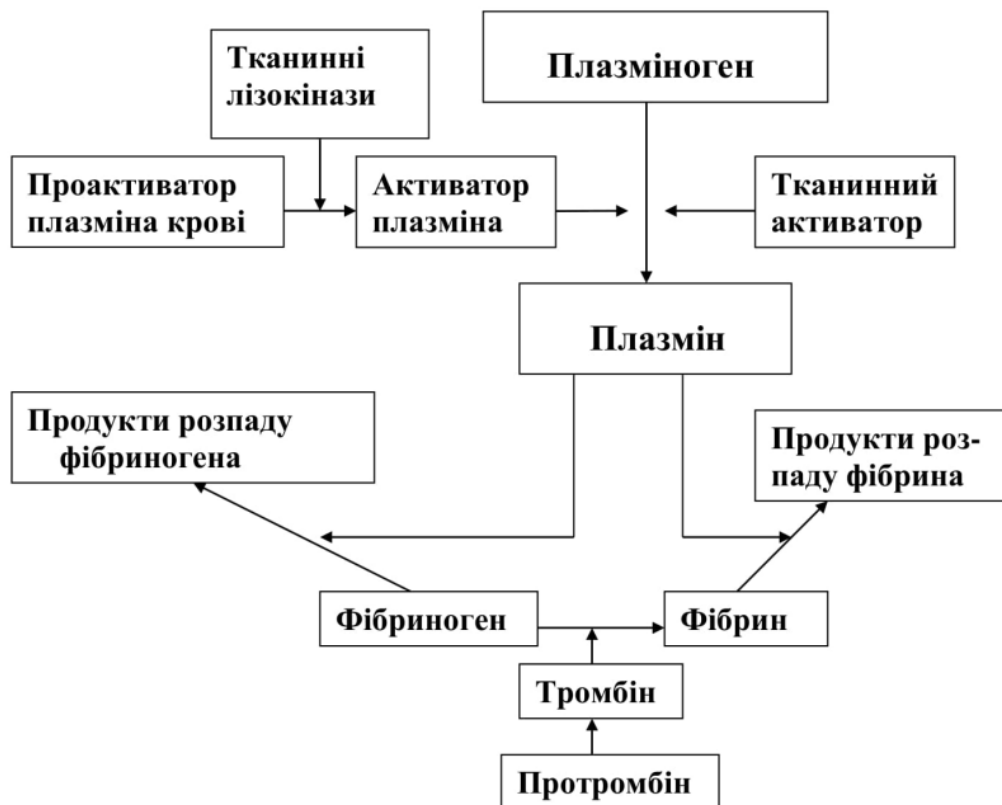 Тканинні
лізокінази
Плазміноген
Проактиватор
плазміна крові
Активатор
плазміна
Тканинний
активатор
Плазмін
Продукти розпаду
фібриногена
Продукти роз-
паду фібрина
Фібриноген
Фібрин
Тромбін
Протромбін